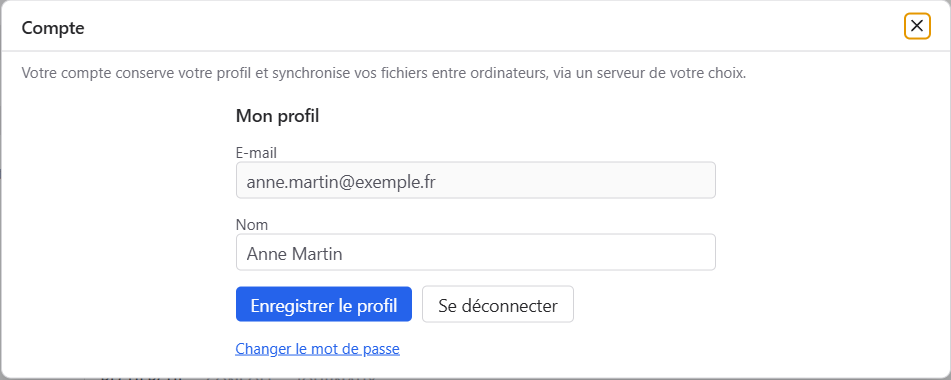 Compte
Votre compte conserve votre profil et synchronise vos fichiers entre ordinateurs, via un serveur de votre choix.
Mon profil
E-mail
anne.martin@exemple.fr
Nom
Anne Martin
Enregistrer le profil
Se déconnecter
Changer le mot de passe